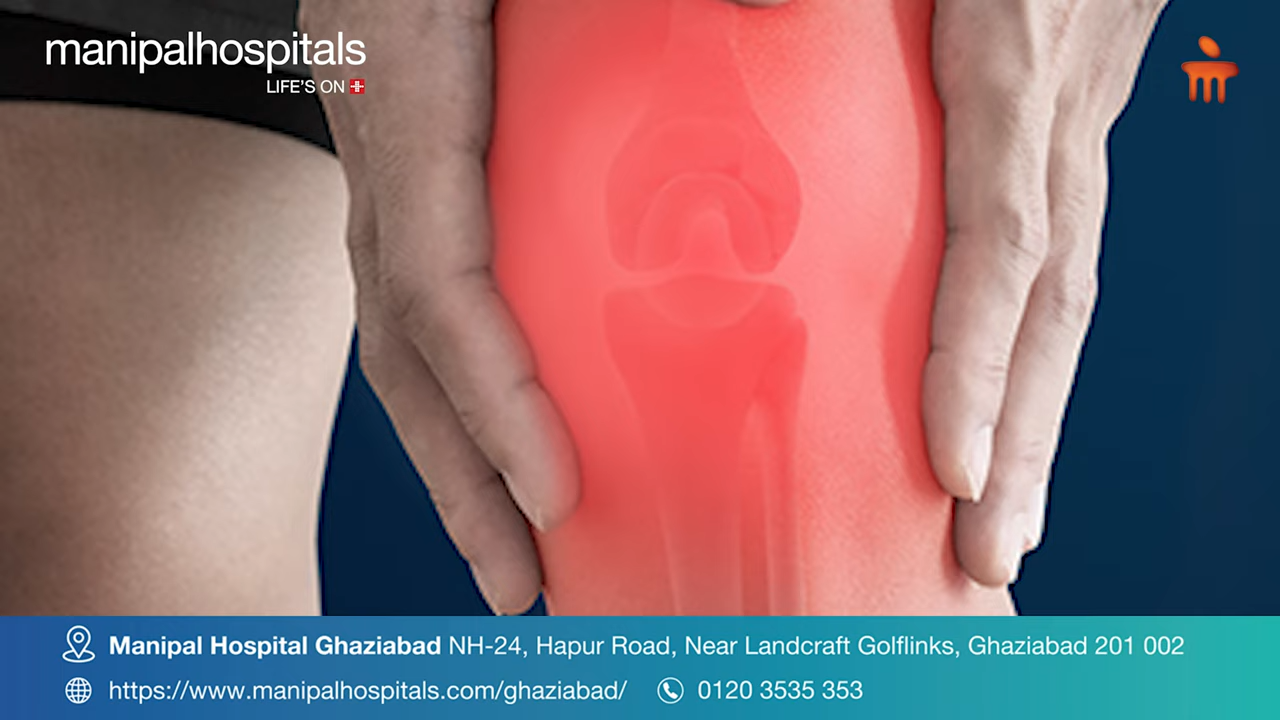 manipalhospitals
LIFE'S ON
Manipal Hospital Ghaziabad NH-24, Hapur Road, Near Landcraft Golflinks, Ghaziabad 201 002
https://www.manipalhospitals.com/ghaziabad/ 0120 3535 353